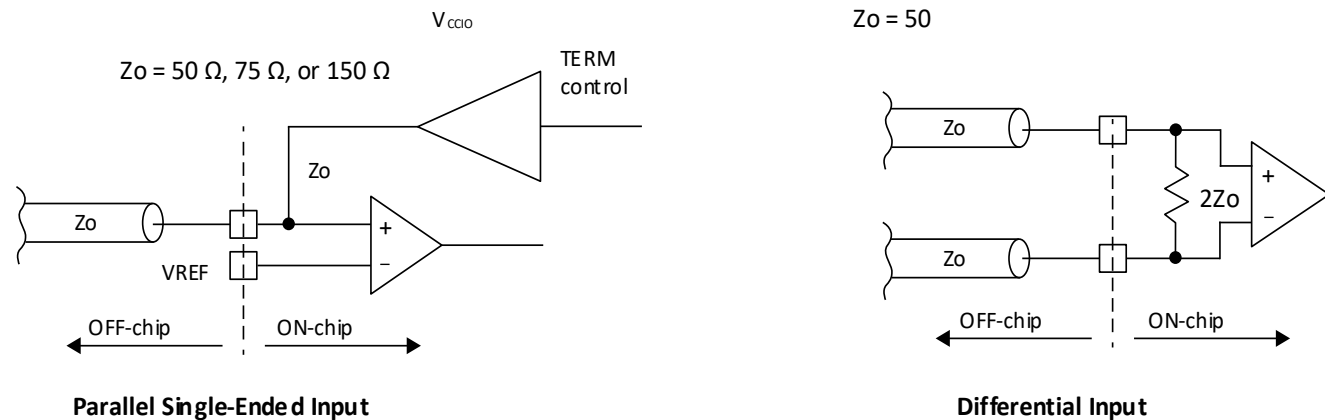 V CCIO
Zo = 50 Ω, 75 Ω, or 150 Ω
TERM
control
Zo
Zo
+
−
VREF
OFF-chip
ON-chip
Parallel Single-Ended Input
Zo = 50
Zo
2Zo
+
−
Zo
OFF-chip
ON-chip
Differential Input